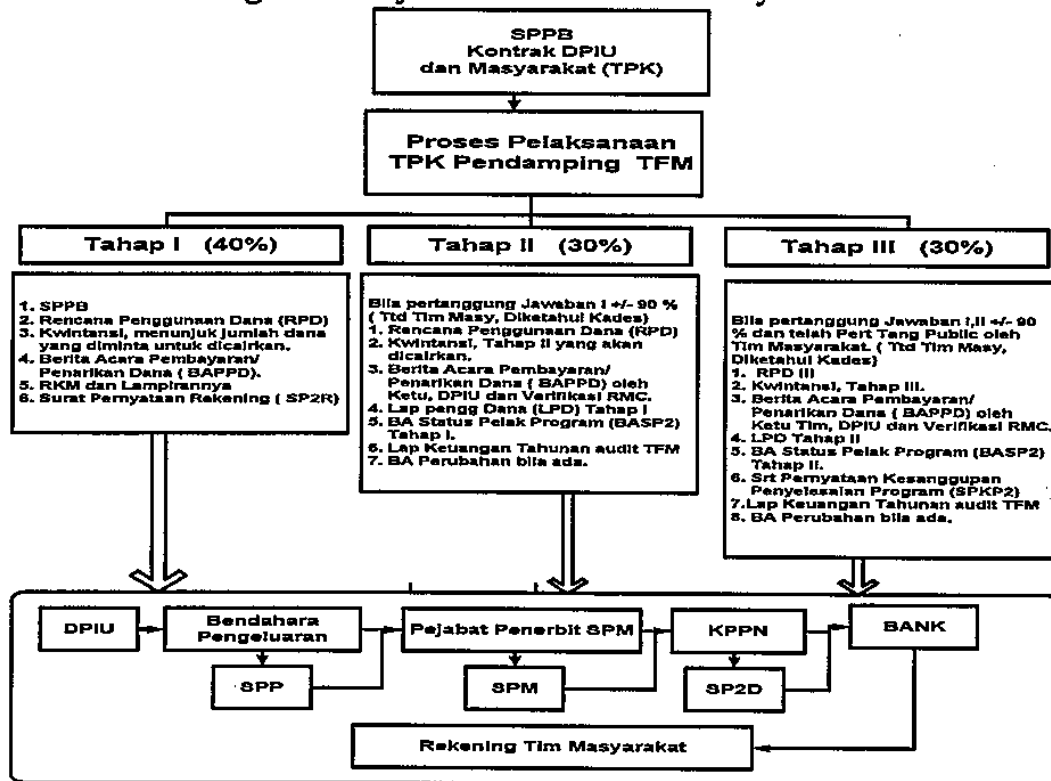 SPPB
Kontrak DPIU
dan Masyarakat (TPK)
Proses Pelaksanaan
TPK Pendamping TFM
Tahap I (40%)
Tahap II (30%)
Tahap III (30%)
1. SPPB
2. Rencana Penggunaan Dana (RPD)
3. Kwintansi, menunjuk jumlah dana
yang diminta untuk dicairkan.
4. Berita Acara Pembayaran/
Penarikan Dana ( BAPPD).
5. RKM dan Lampirannya
6. Surat Pernyataan Rekening ( SP2R)
Bila pertanggung Jawaban I +/- 90 %
( Ttd Tim Masy, Diketahui Kades)
1. Rencana Penggunaan Dana (RPD)
2. Kwintansi, Tahap II yang akan
dicairkan.
3. Berita Acara Pembayaran/
Penarikan Dana ( BAPPD) oleh
Ketu, DPIU dan Verifikasi RMC.
4. Lap pengg Dana (LPD) Tahap I
5. BA Status Pelak Program (BASP2)
Tahap I.
6. Lap Keuangan Tahunan audit TFM
7. BA Perubahan bila ada.
Bila pertanggung Jawaban I,II +/- 90
% dan telah Pert Tang Public oleh
Tim Masyarakat. ( Ttd Tim Masy,
Diketahui Kades)
1. RPD III
2. Kwintansi, Tahap III.
3. Berita Acara Pembayaran/
Penarikan Dana ( BAPPD) oleh
Ketu Tim, DPIU dan Verifikasi RMC.
4. LPD Tahap II
5. BA Status Pelak Program (BASP2)
Tahap II.
6. Srt Pernyataan Kesanggupan
Penyelesaian Program (SPKP2)
7.Lap Keuangan Tahunan audit TFM
8. BA Perubahan bila ada.
DPIU
Bendahara
Pengeluaran
Pejabat Penerbit SPM
KPPN
BANK
SPP
SPM
SP2D
Rekening Tim Masyarakat